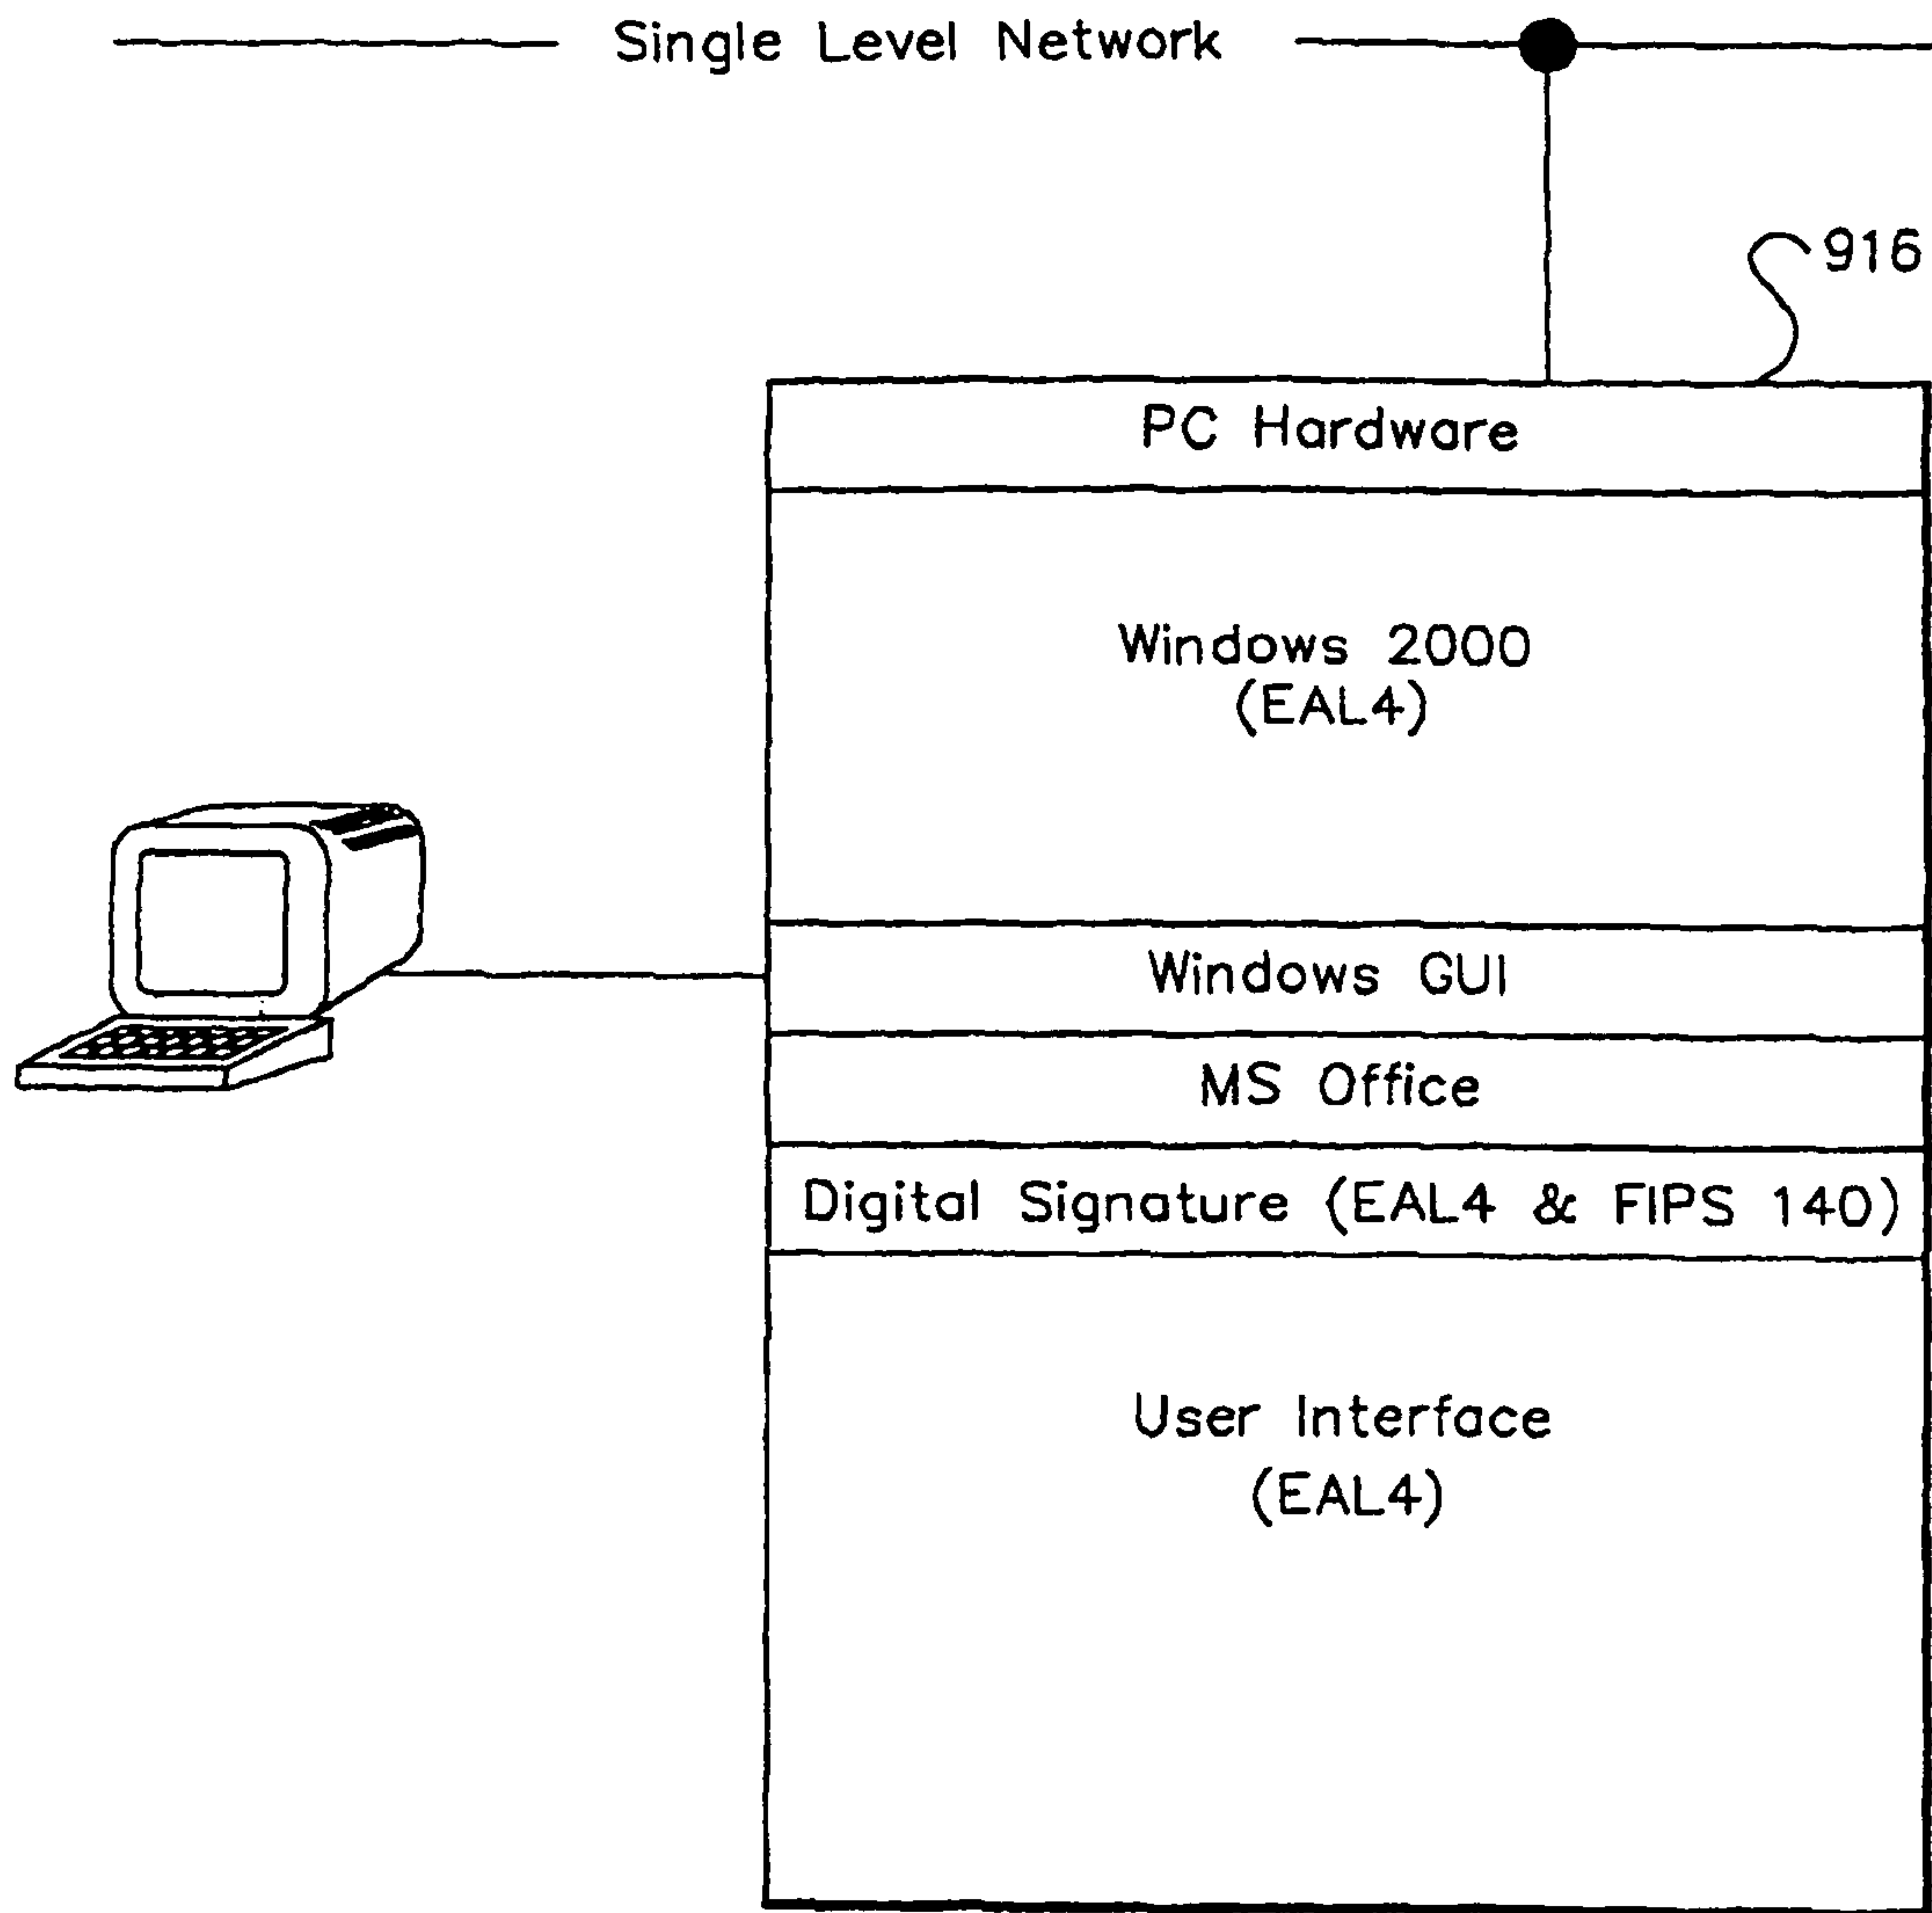 Single Level Network
916
PC Hardware
Windows 2000
(EAL4)
Windows GUI
MS Office
Digital Signature (EAL4 & FIPS 140)
User Interface
(EAL4)